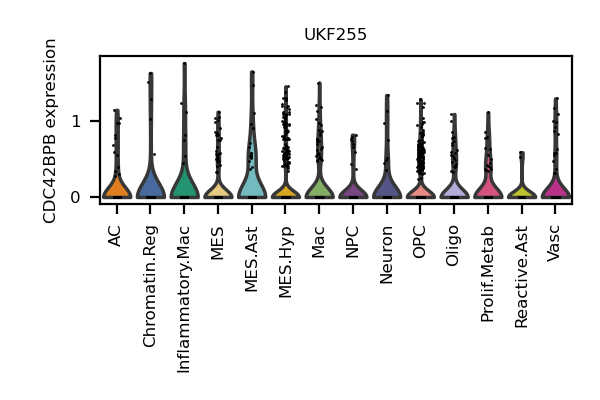 UKF255
CDC42BPB expression
1
0
AC
Chromatin.Reg
Inflammatory.Mac
MES
MES.Ast
MES.Hyp
Mac
NPC
Neuron
OPC
Oligo
Prolif.Metab
Reactive.Ast
Vasc